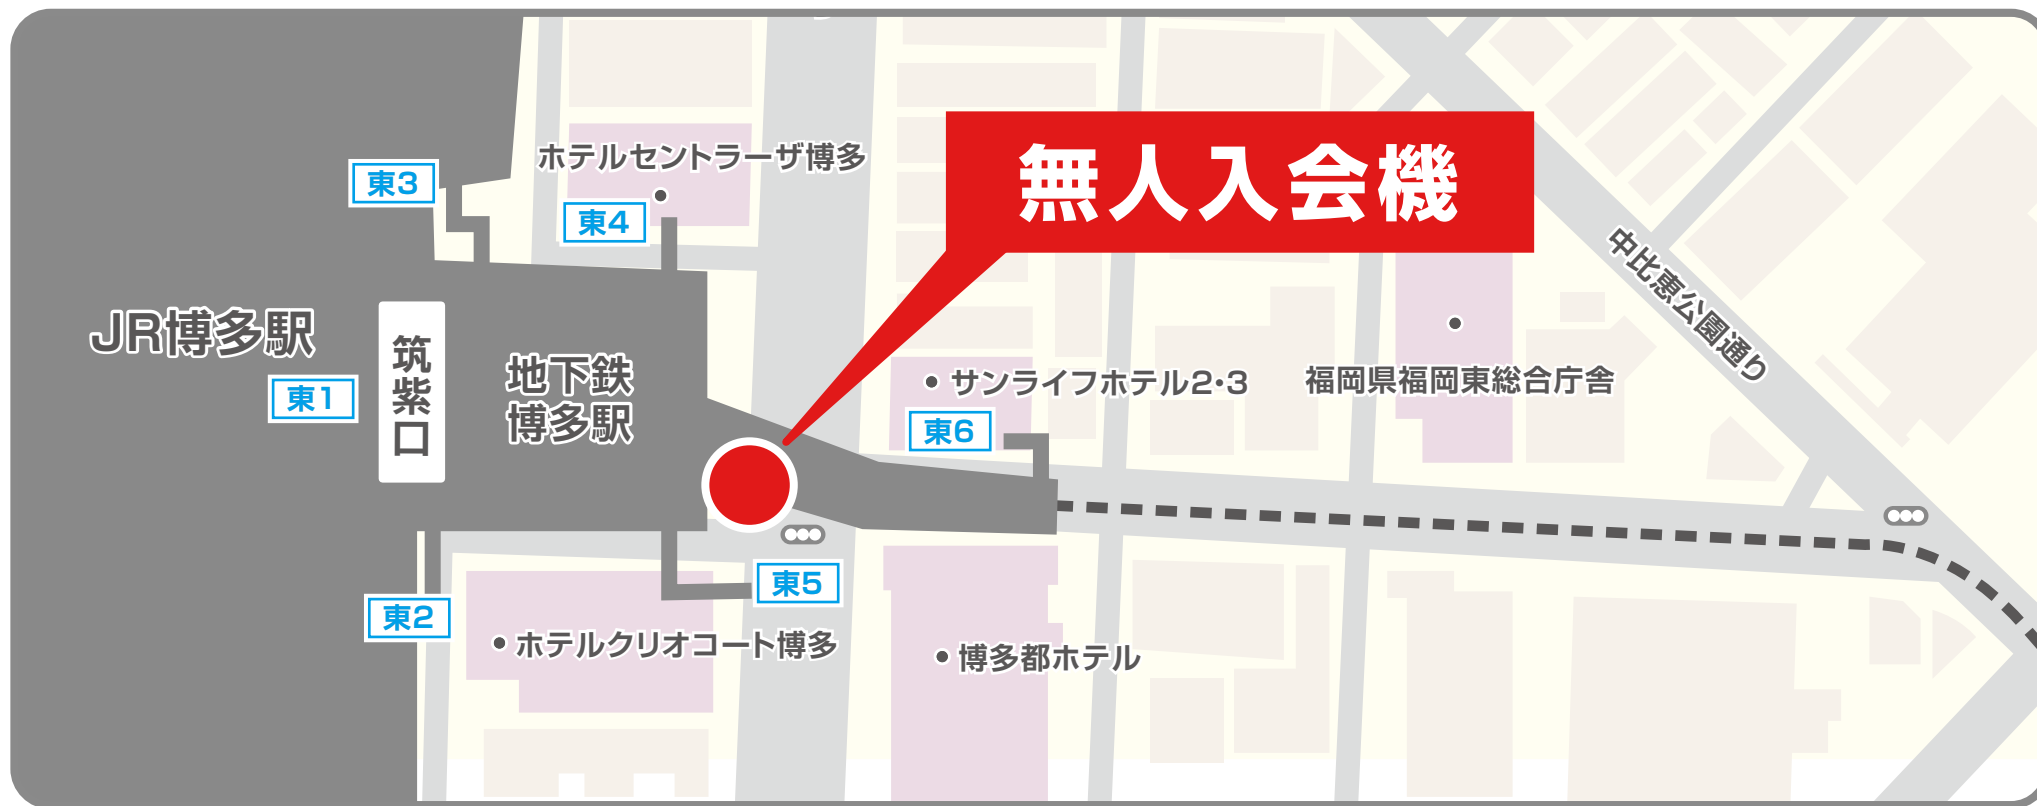 東3
ホテルセントラーザ博多
東4
無人入会機
中比恵公園通り
JR博多駅
東1
筑紫口
地下鉄
博多駅
サンライフホテル2・3
東6
福岡県福岡東総合庁舎
東5
東2
ホテルクリオコート博多
博多都ホテル